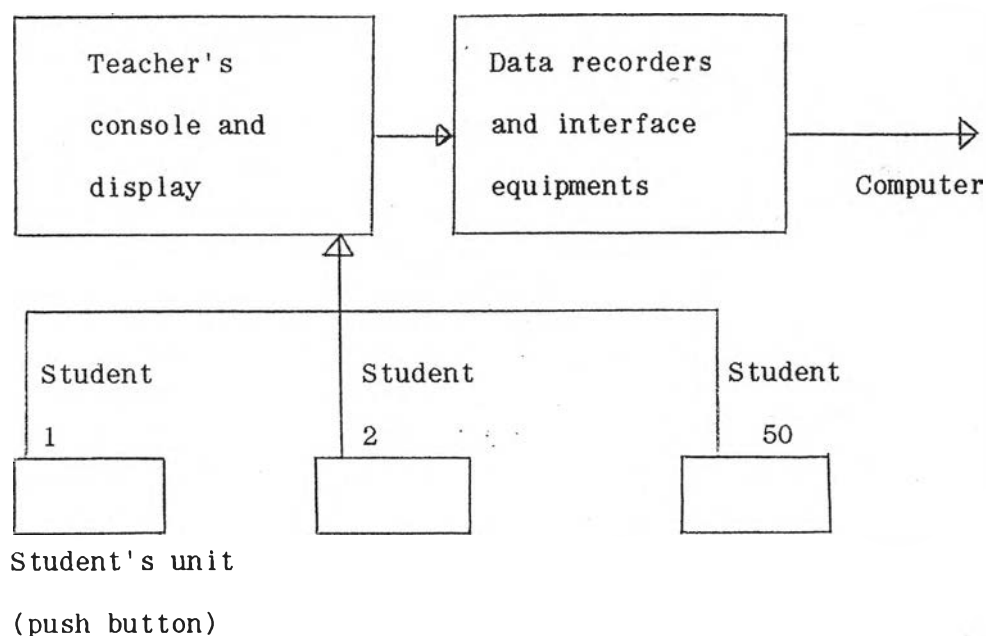 Teacher's
console and
display
Data recorders
and interface
equipments
Computer
Student
1
Student
2
Student
50
Student's unit
(push button)